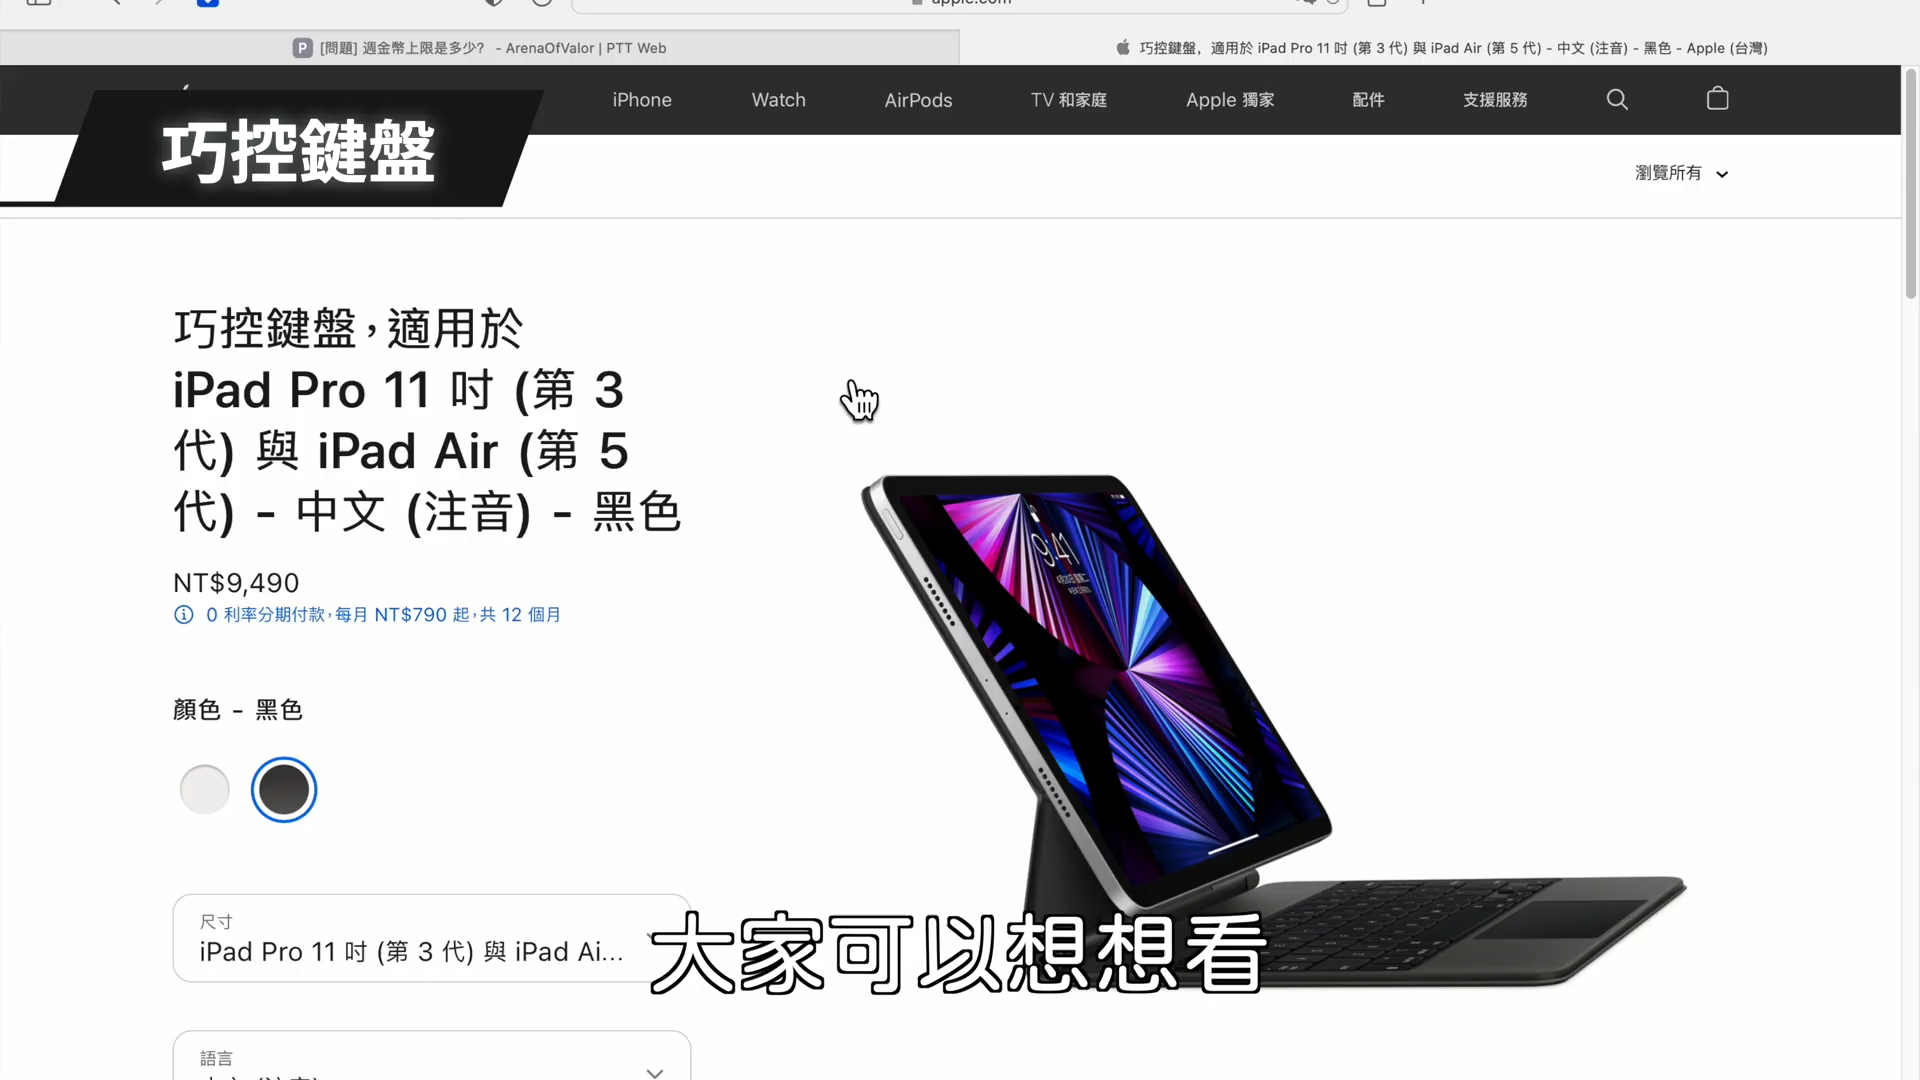 apple.com
P [問題] 週金幣上限是多少? - ArenaOfValor | PTT Web
巧控鍵盤，適用於 iPad Pro 11 吋 (第 3 代) 與 iPad Air (第 5 代) - 中文 (注音) - 黑色 - Apple (台灣)
iPhone
Watch
AirPods
TV 和家庭
Apple 獨家
配件
支援服務
巧控鍵盤
瀏覽所有
巧控鍵盤，適用於
iPad Pro 11 吋 (第 3
代) 與 iPad Air (第 5
代) - 中文 (注音) - 黑色
NT$9,490
0 利率分期付款，每月 NT$790 起，共 12 個月
9:41
顏色 - 黑色
尺寸
iPad Pro 11 吋 (第 3 代) 與 iPad Ai...
大家可以想想看
語言